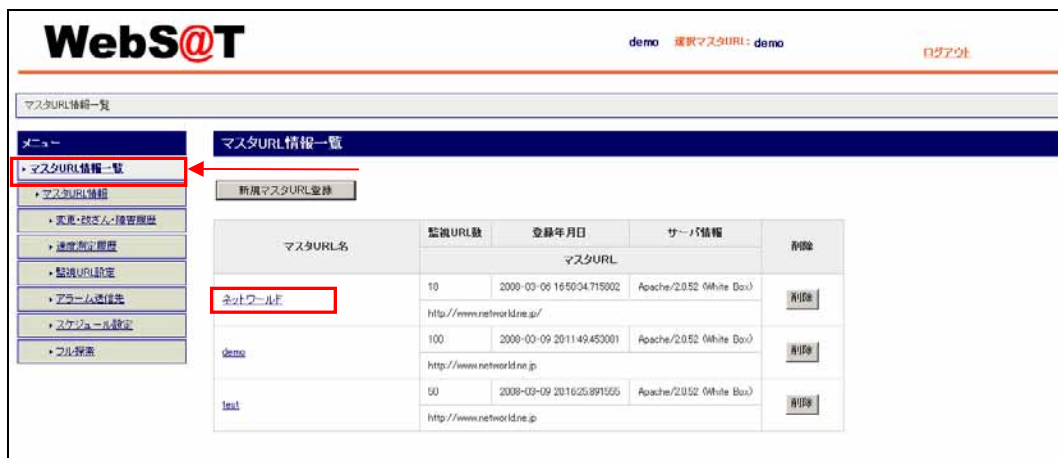 WebS@T
demo 選択マスタURL: demo
ログアウト
マスタURL情報一覧
メニュー
マスタURL情報一覧
マスタURL情報
変更・改ざん・障害履歴
速度測定履歴
監視URL設定
アラーム送信先
スケジュール設定
フル探索
マスタURL情報一覧
新規マスタURL登録
マスタURL名 監視URL数 登録年月日 サーバ情報 削除
マスタURL
ネットワールド 10 2008-03-06 16:50:34.715802 Apache/2.0.52 (White Box) 削除
http://www.networld.ne.jp/
demo 100 2008-03-09 20:11:49.453081 Apache/2.0.52 (White Box) 削除
http://www.networld.ne.jp
test 50 2008-03-09 20:16:25.891555 Apache/2.0.52 (White Box) 削除
http://www.networld.ne.jp